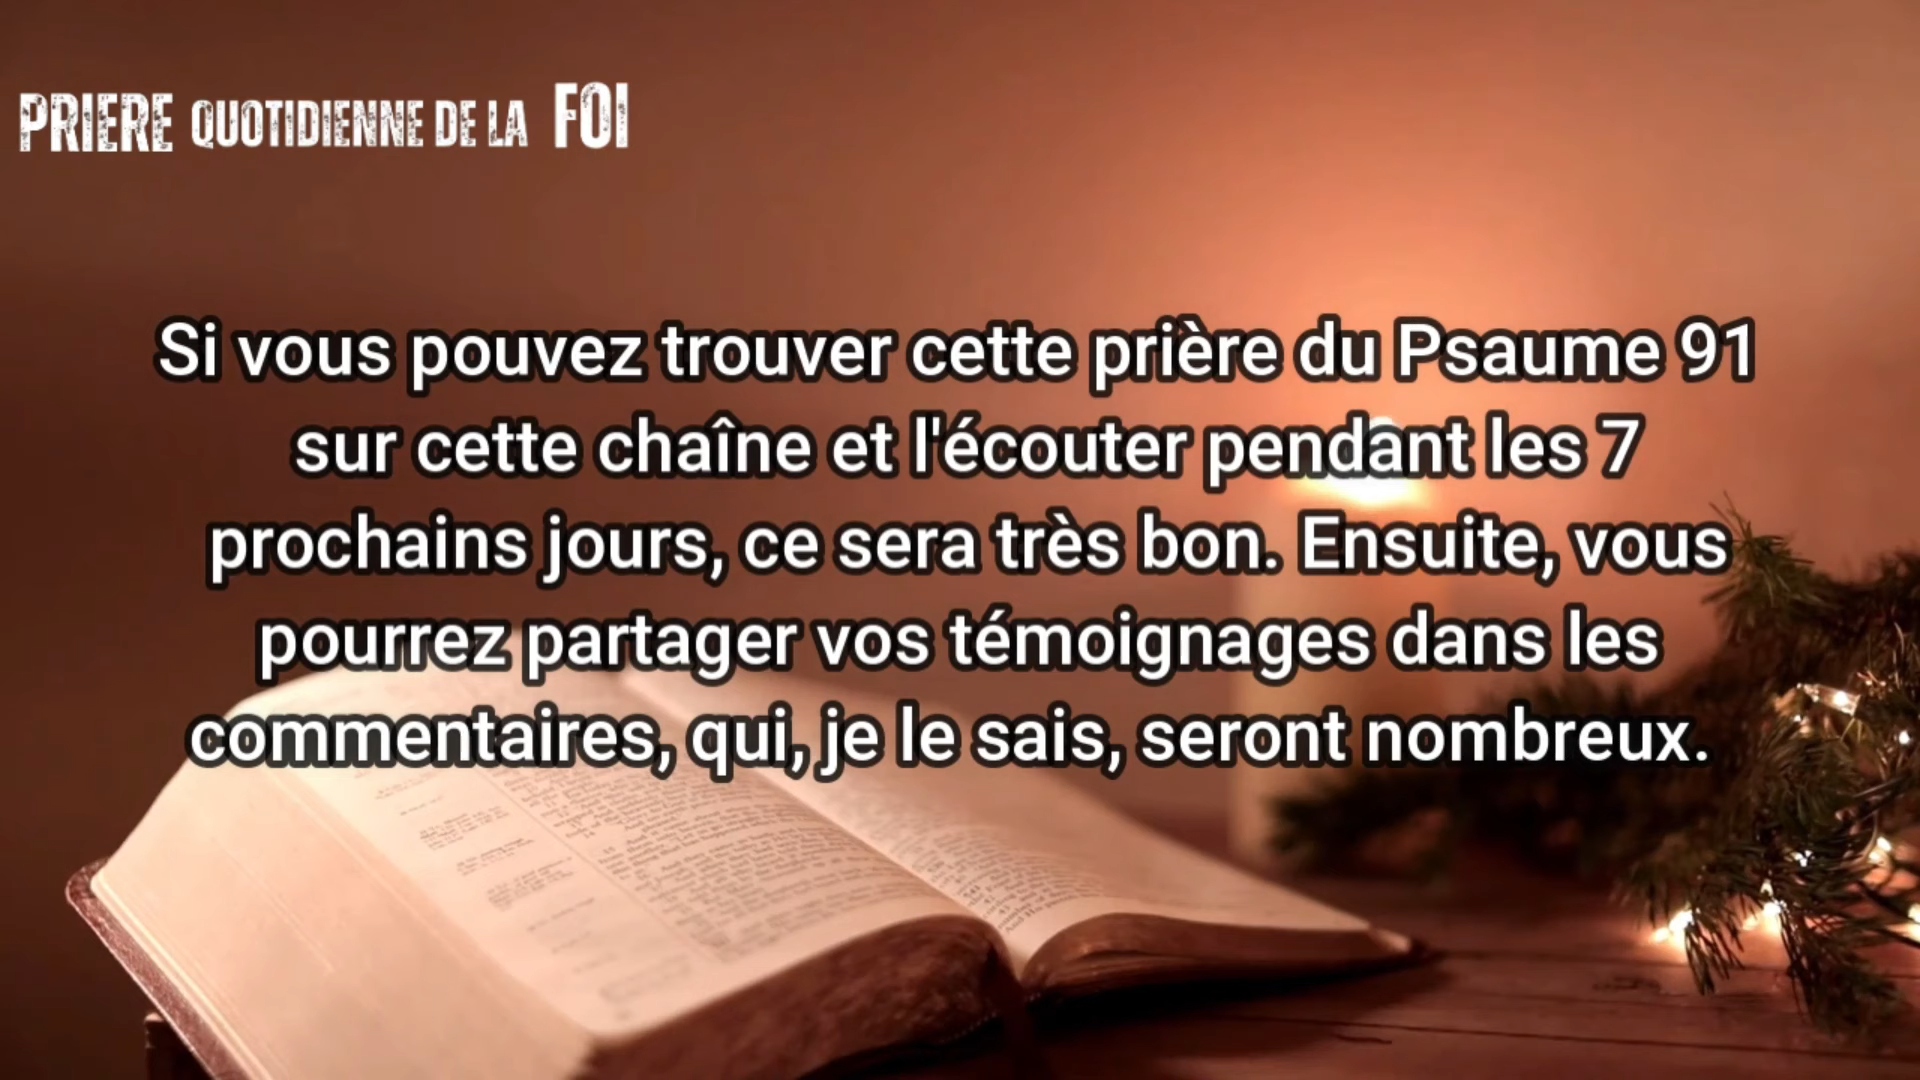 PRIERE QUOTIDIENNE DE LA FOI
Si vous pouvez trouver cette prière du Psaume 91
sur cette chaîne et l'écouter pendant les 7
prochains jours, ce sera très bon. Ensuite, vous
pourrez partager vos témoignages dans les
commentaires, qui, je le sais, seront nombreux.